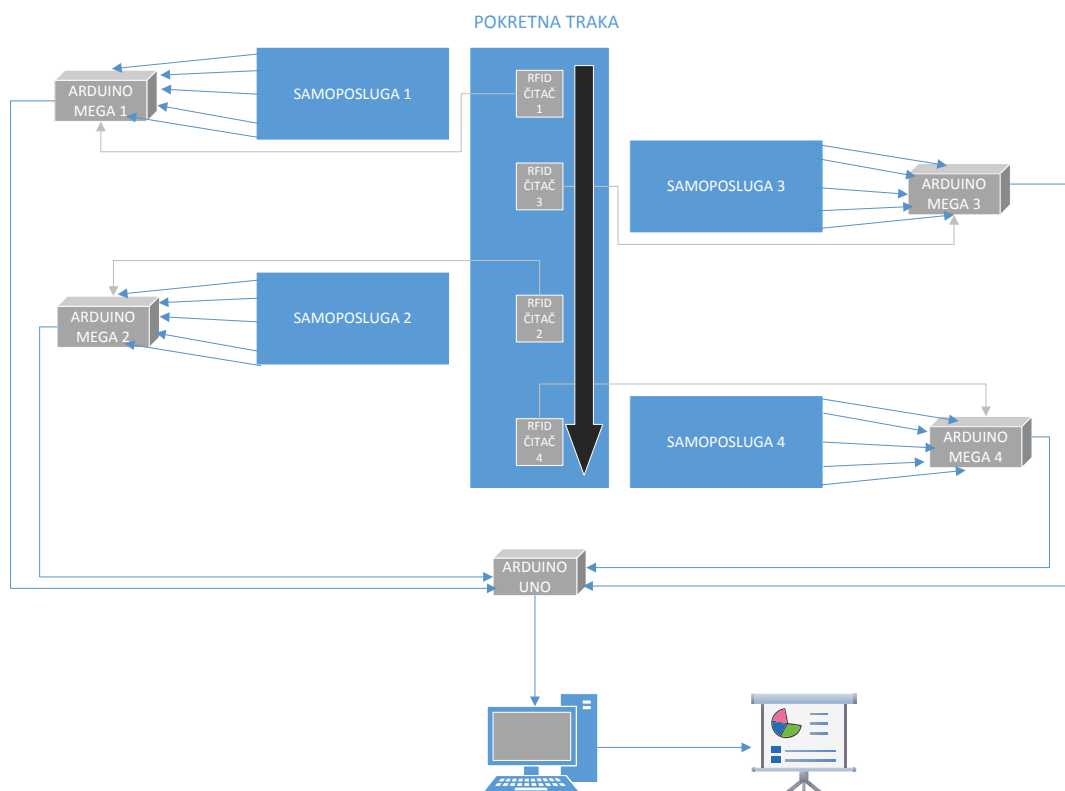 POKRETNA TRAKA
ARDUINO
MEGA 1
SAMOPOSLUGA 1
RFID
ČITAČ
1
RFID
ČITAČ
3
SAMOPOSLUGA 3
ARDUINO
MEGA 3
ARDUINO
MEGA 2
SAMOPOSLUGA 2
RFID
ČITAČ
2
RFID
ČITAČ
4
SAMOPOSLUGA 4
ARDUINO
MEGA 4
ARDUINO
UNO